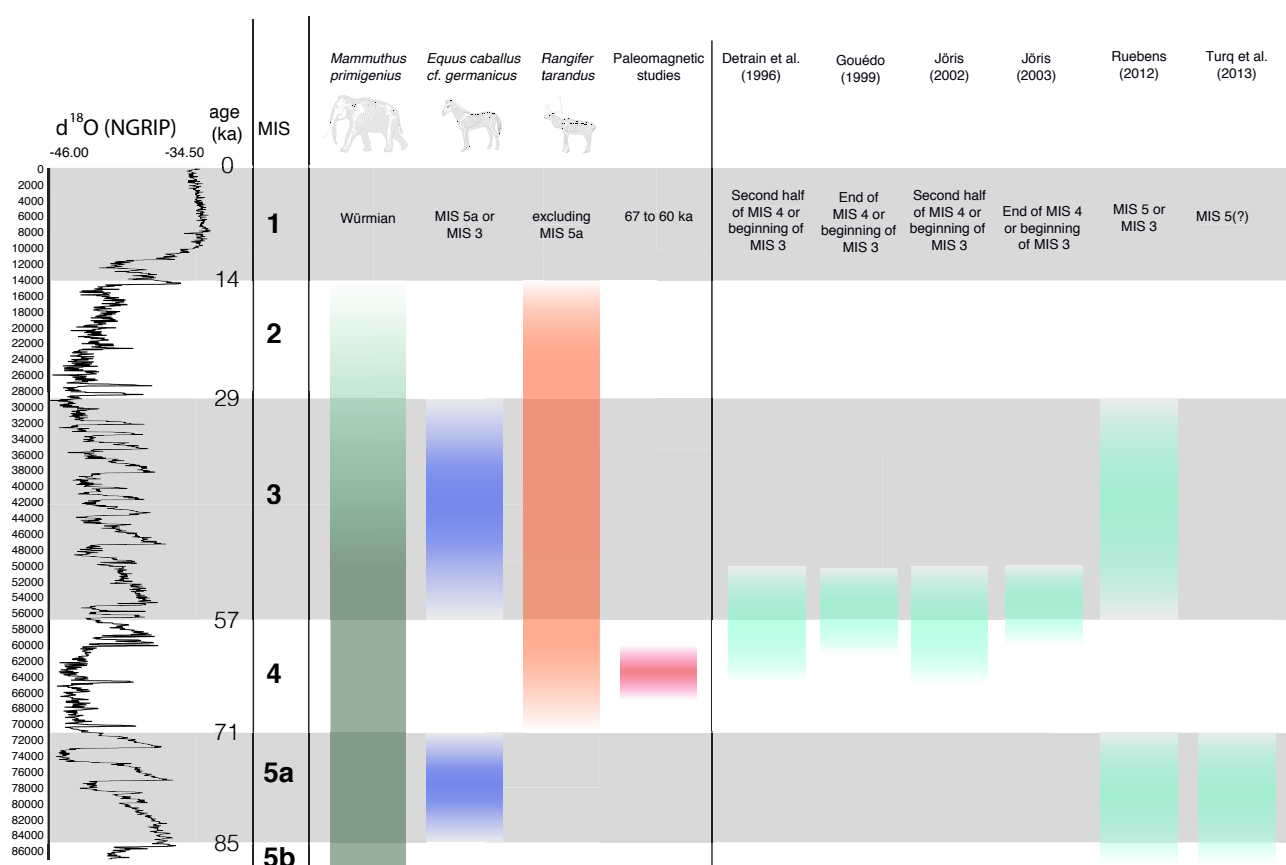 Mammuthus
primigenius
Equus caballus
cf. germanicus
Rangifer
tarandus
Paleomagnetic
studies
Detrain et al.
(1996)
Gouédo
(1999)
Jöris
(2002)
Jöris
(2003)
Ruebens
(2012)
Turq et al.
(2013)
d18O (NGRIP)
-46.00
-34.50
age
(ka)
MIS
0
2000
4000
6000
8000
10000
12000
14000
16000
18000
20000
22000
24000
26000
28000
30000
32000
34000
36000
38000
40000
42000
44000
46000
48000
50000
52000
54000
56000
58000
60000
62000
64000
66000
68000
70000
72000
74000
76000
78000
80000
82000
84000
86000
0
14
29
57
71
85
1
2
3
4
5a
5b
Würmian
MIS 5a or
MIS 3
excluding
MIS 5a
67 to 60 ka
Second half
of MIS 4 or
beginning of
MIS 3
End of
MIS 4 or
beginning
of MIS 3
Second half
of MIS 4 or
beginning of
MIS 3
End of MIS 4
or beginning
of MIS 3
MIS 5 or
MIS 3
MIS 5(?)